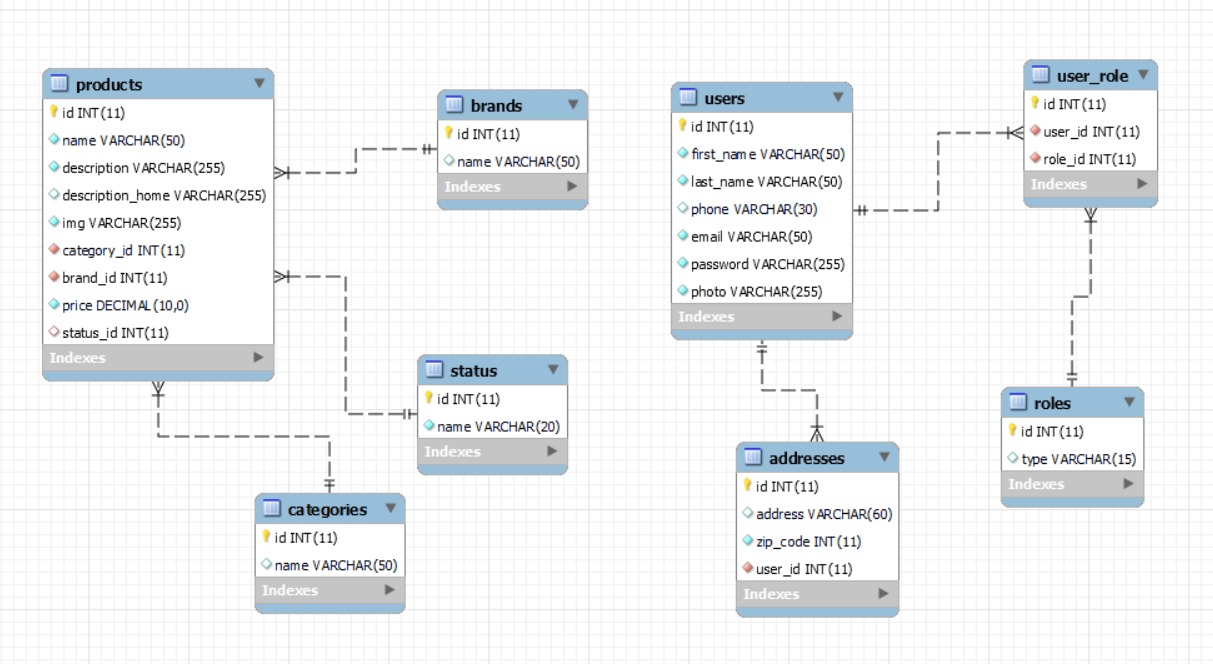 products
id INT(11)
name VARCHAR(50)
description VARCHAR(255)
description_home VARCHAR(255)
img VARCHAR(255)
category_id INT(11)
brand_id INT(11)
price DECIMAL(10,0)
status_id INT(11)
Indexes
brands
id INT(11)
name VARCHAR(50)
Indexes
status
id INT(11)
name VARCHAR(20)
Indexes
categories
id INT(11)
name VARCHAR(50)
Indexes
users
id INT(11)
first_name VARCHAR(50)
last_name VARCHAR(50)
phone VARCHAR(30)
email VARCHAR(50)
password VARCHAR(255)
photo VARCHAR(255)
Indexes
user_role
id INT(11)
user_id INT(11)
role_id INT(11)
Indexes
addresses
id INT(11)
address VARCHAR(60)
zip_code INT(11)
user_id INT(11)
Indexes
roles
id INT(11)
type VARCHAR(15)
Indexes